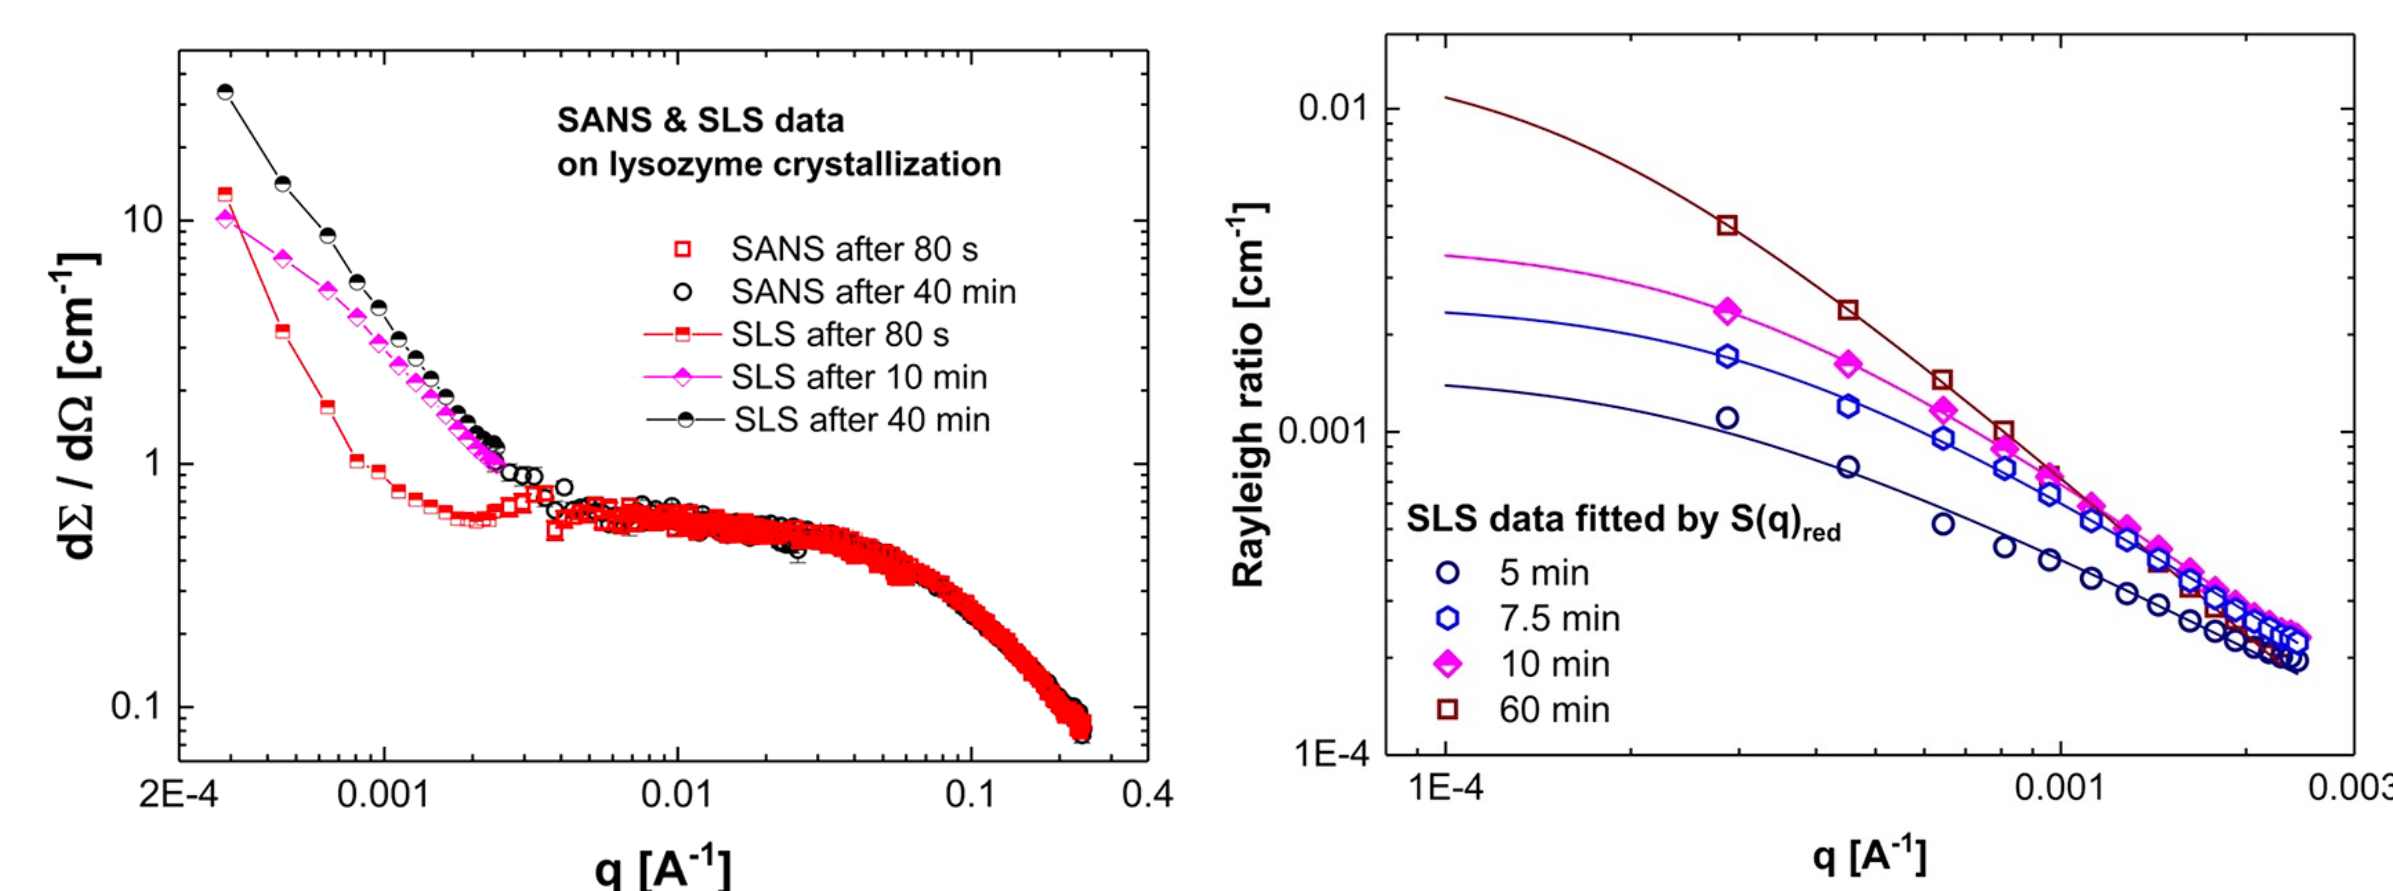 SANS & SLS data
on lysozyme crystallization
SANS after 80 s
SANS after 40 min
SLS after 80 s
SLS after 10 min
SLS after 40 min
10
1
0.1
dΣ / dΩ [cm⁻¹]
2E-4 0.001 0.01 0.1 0.4
q [A⁻¹]
0.01
0.001
1E-4
Rayleigh ratio [cm⁻¹]
SLS data fitted by S(q)red
5 min
7.5 min
10 min
60 min
1E-4 0.001 0.003
q [A⁻¹]